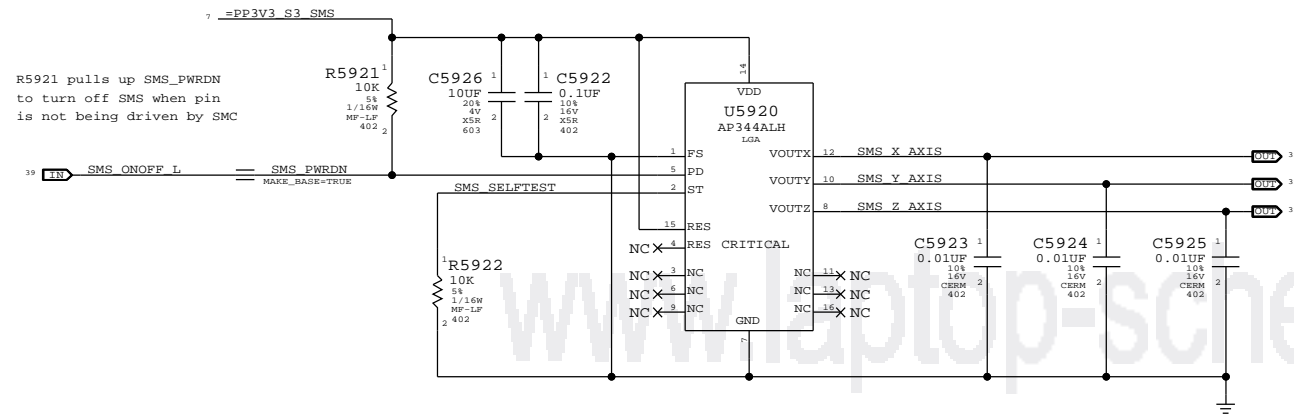 7 =PP3V3_S3_SMS
R5921 pulls up SMS_PWRDN
to turn off SMS when pin
is not being driven by SMC
R5921 1
10K
5%
1/16W
MF-LF
402 2
C5926 1
10UF
20%
4V
X5R
603
2
1 C5922
0.1UF
10%
16V
X5R
402
2
14
VDD
U5920
AP344ALH
LGA
39 IN SMS_ONOFF_L SMS_PWRDN
MAKE_BASE=TRUE
SMS_SELFTEST
1 FS
5 PD
2 ST
15 RES
NC 4 RES CRITICAL
NC 3 NC
NC 6 NC
NC 9 NC
VOUTX 12 SMS_X_AXIS OUT 3
VOUTY 10 SMS_Y_AXIS OUT 3
VOUTZ 8 SMS_Z_AXIS OUT 3
NC 11 NC
NC 13 NC
NC 16 NC
GND
7
1 R5922
10K
5%
1/16W
MF-LF
2 402
C5923 1
0.01UF
10%
16V
CERM
402
2
C5924 1
0.01UF
10%
16V
CERM
402
2
C5925 1
0.01UF
10%
16V
CERM
402
2
www.laptop-sche